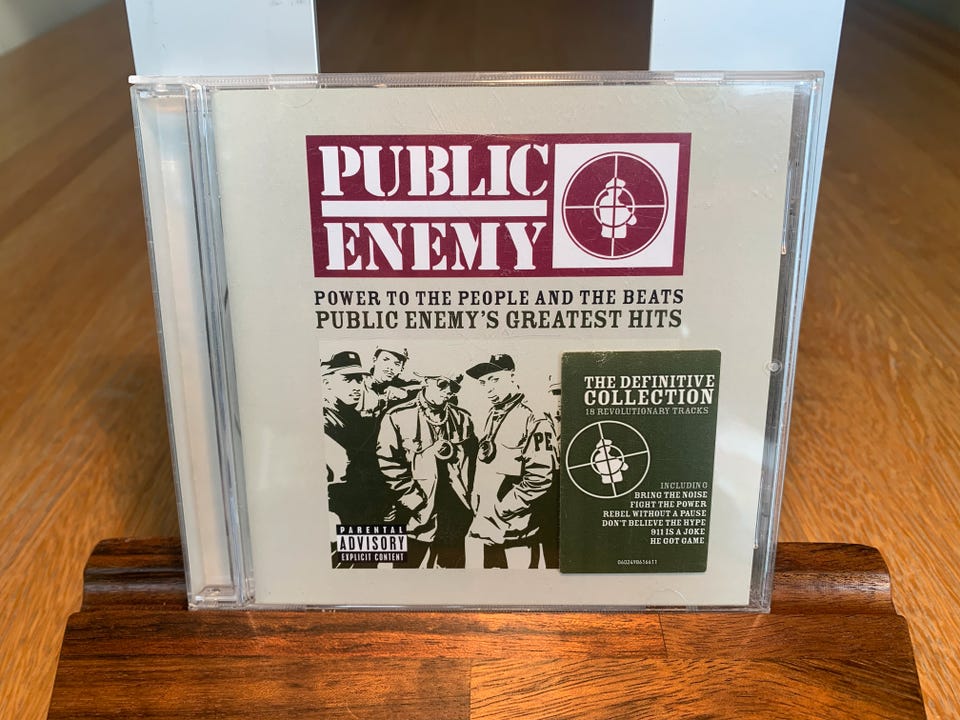 PUBLIC
ENEMY
POWER TO THE PEOPLE AND THE BEATS
PUBLIC ENEMY'S GREATEST HITS
PE
PARENTAL
ADVISORY
EXPLICIT CONTENT
THE DEFINITIVE
COLLECTION
18 REVOLUTIONARY TRACKS
INCLUDING
BRING THE NOISE
FIGHT THE POWER
REBEL WITHOUT A PAUSE
DON'T BELIEVE THE HYPE
911 IS A JOKE
HE GOT GAME
0602498616611